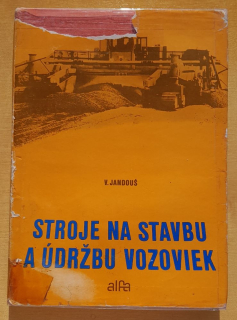 V. JANDOUŠ
STROJE NA STAVBU
A ÚDRŽBU VOZOVIEK
alfa